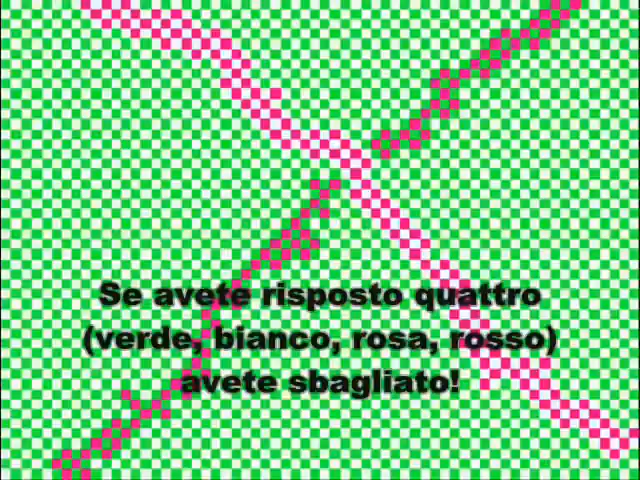 Se avete risposto quattro
(verde, bianco, rosa, rosso)
avete sbagliato!